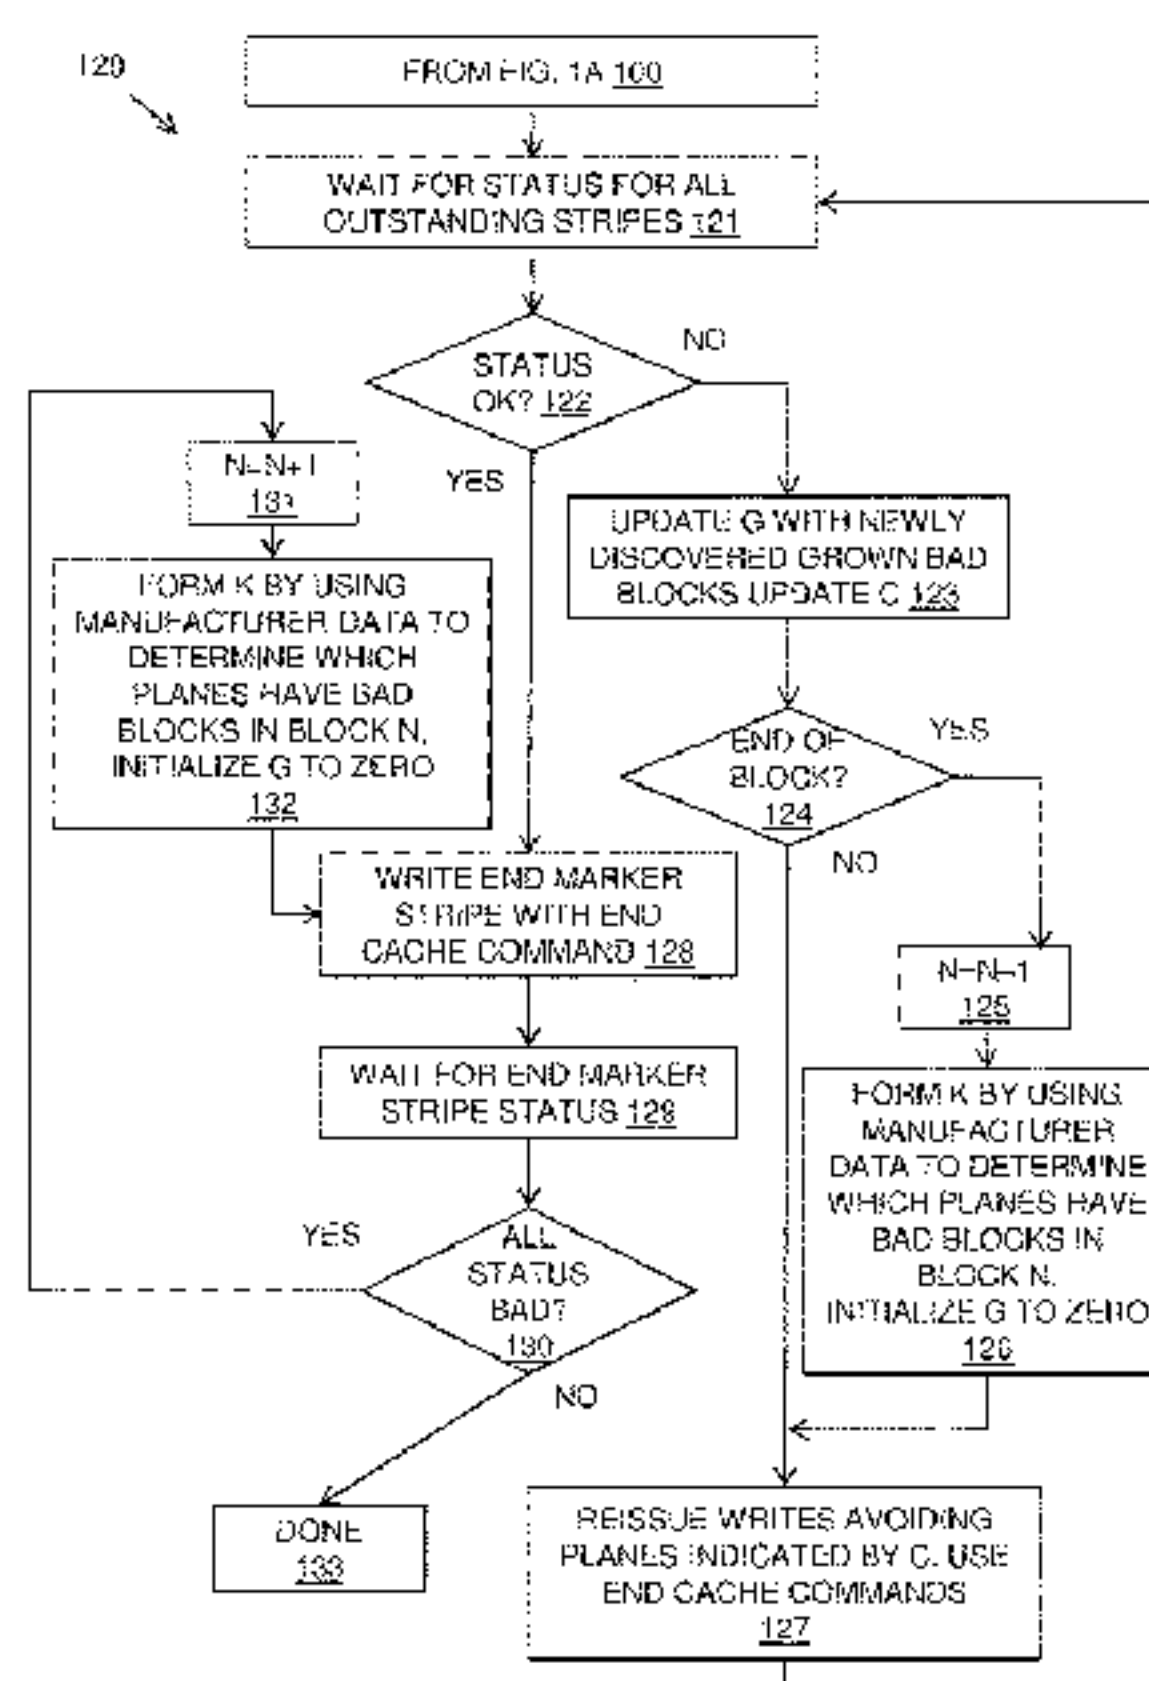 120
FROM FIG. 1A 100
WAIT FOR STATUS FOR ALL
OUTSTANDING STRIPES 121
STATUS
OK? 122
NO
YES
N=N+1
131
FORM K BY USING
MANUFACTURER DATA TO
DETERMINE WHICH
PLANES HAVE BAD
BLOCKS IN BLOCK N.
INITIALIZE G TO ZERO
132
UPDATE G WITH NEWLY
DISCOVERED GROWN BAD
BLOCKS UPDATE C 123
END OF
BLOCK?
124
YES
NO
WRITE END MARKER
STRIPE WITH END
CACHE COMMAND 128
N=N+1
125
WAIT FOR END MARKER
STRIPE STATUS 129
FORM K BY USING
MANUFACTURER
DATA TO DETERMINE
WHICH PLANES HAVE
BAD BLOCKS IN
BLOCK N.
INITIALIZE G TO ZERO
126
YES
ALL
STATUS
BAD?
130
NO
DONE
133
REISSUE WRITES AVOIDING
PLANES INDICATED BY C. USE
END CACHE COMMANDS
127